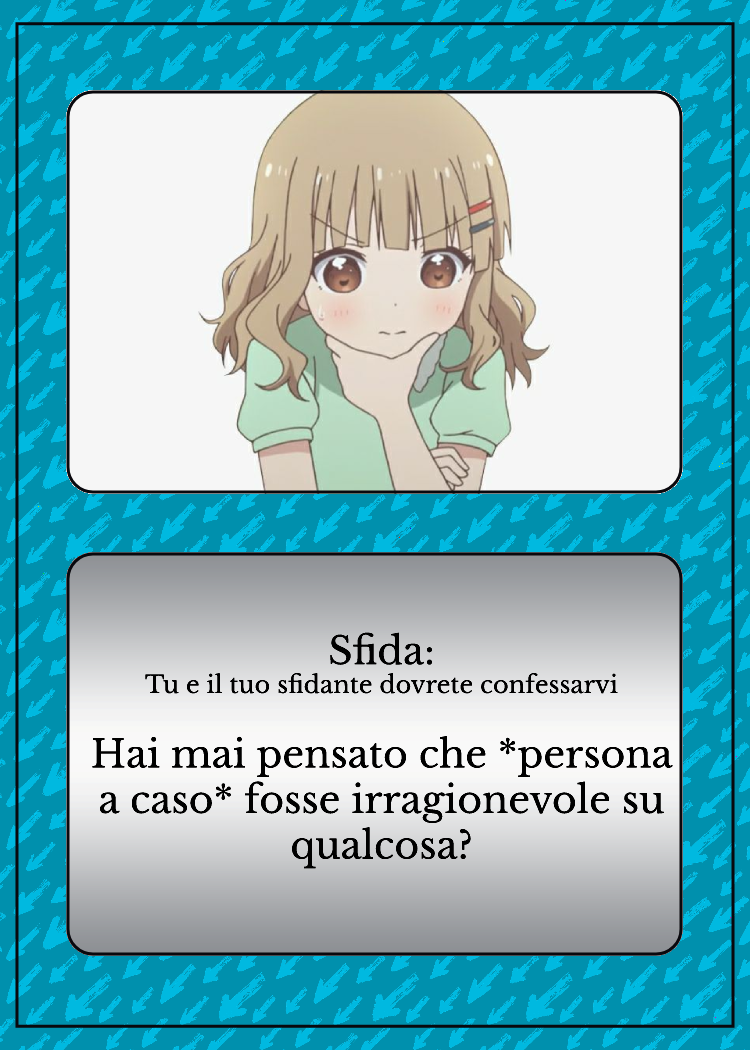 Sfida:
Tu e il tuo sfidante dovrete confessarvi
Hai mai pensato che *persona
a caso* fosse irragionevole su
qualcosa?